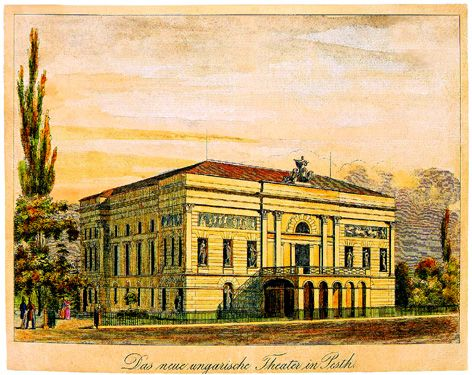 Das neue ungarische Theater in Pesth.